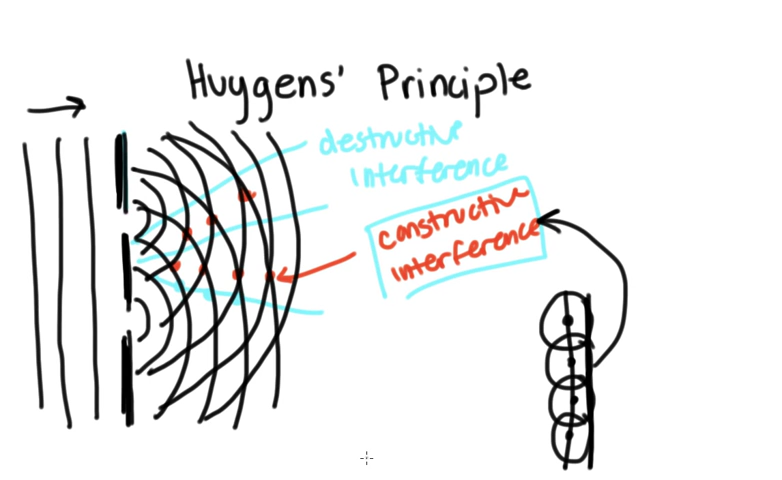 Huygens' Principle
destructive
interference
constructive
interference